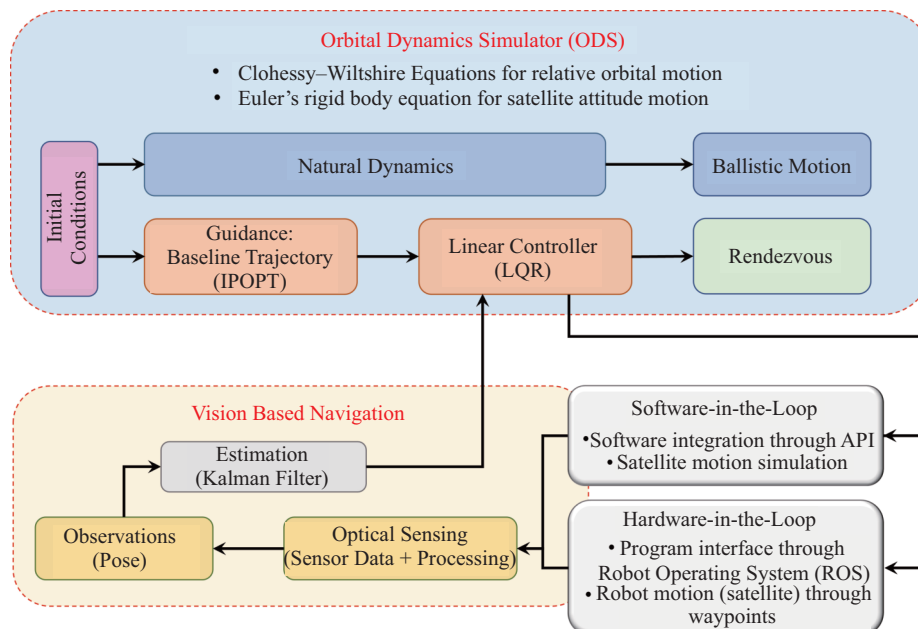 Orbital Dynamics Simulator (ODS)
• Clohessy–Wiltshire Equations for relative orbital motion
• Euler's rigid body equation for satellite attitude motion
Initial
Conditions
Natural Dynamics
Ballistic Motion
Guidance:
Baseline Trajectory
(IPOPT)
Linear Controller
(LQR)
Rendezvous
Vision Based Navigation
Estimation
(Kalman Filter)
Observations
(Pose)
Optical Sensing
(Sensor Data + Processing)
Software-in-the-Loop
•Software integration through API
• Satellite motion simulation
Hardware-in-the-Loop
• Program interface through
Robot Operating System (ROS)
• Robot motion (satellite) through
waypoints